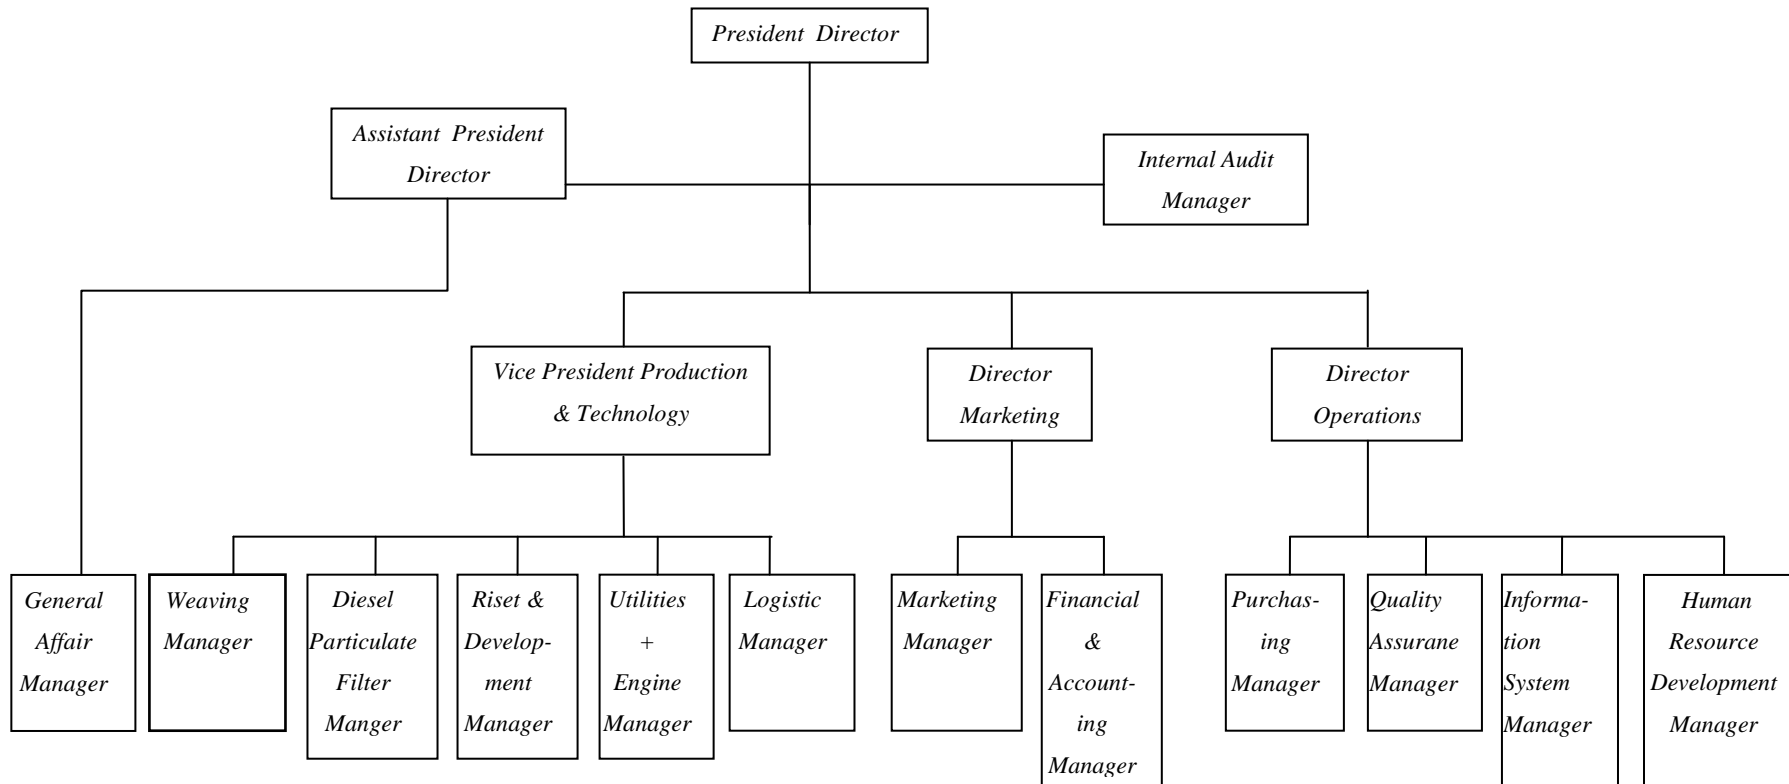 President Director
Assistant President
Director
Internal Audit
Manager
Vice President Production
& Technology
Director
Marketing
Director
Operations
General
Affair
Manager
Weaving
Manager
Diesel
Particulate
Filter
Manger
Riset &
Develop-
ment
Manager
Utilities
+
Engine
Manager
Logistic
Manager
Marketing
Manager
Financial
&
Account-
ing
Manager
Purchas-
ing
Manager
Quality
Assurane
Manager
Informa-
tion
System
Manager
Human
Resource
Development
Manager